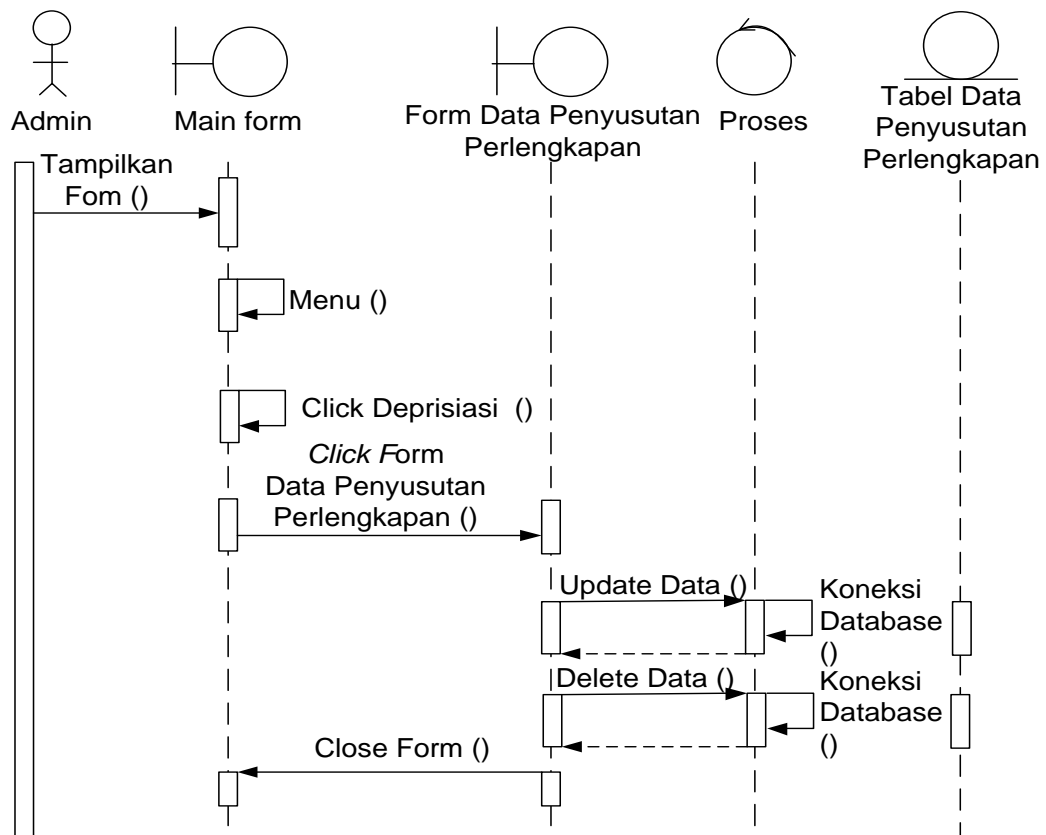 Admin
Main form
Form Data Penyusutan
Perlengkapan
Proses
Tabel Data
Penyusutan
Perlengkapan
Tampilkan
Fom ()
Menu ()
Click Deprisiasi ()
Click Form
Data Penyusutan
Perlengkapan ()
Update Data ()
Koneksi
Database
()
Delete Data ()
Koneksi
Database
()
Close Form ()